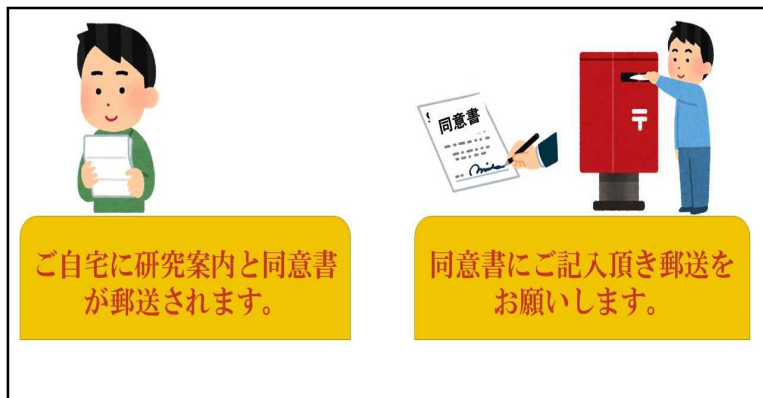 ご自宅に研究案内と同意書
が郵送されます。
同意書
同意書にご記入頂き郵送を
お願いします。